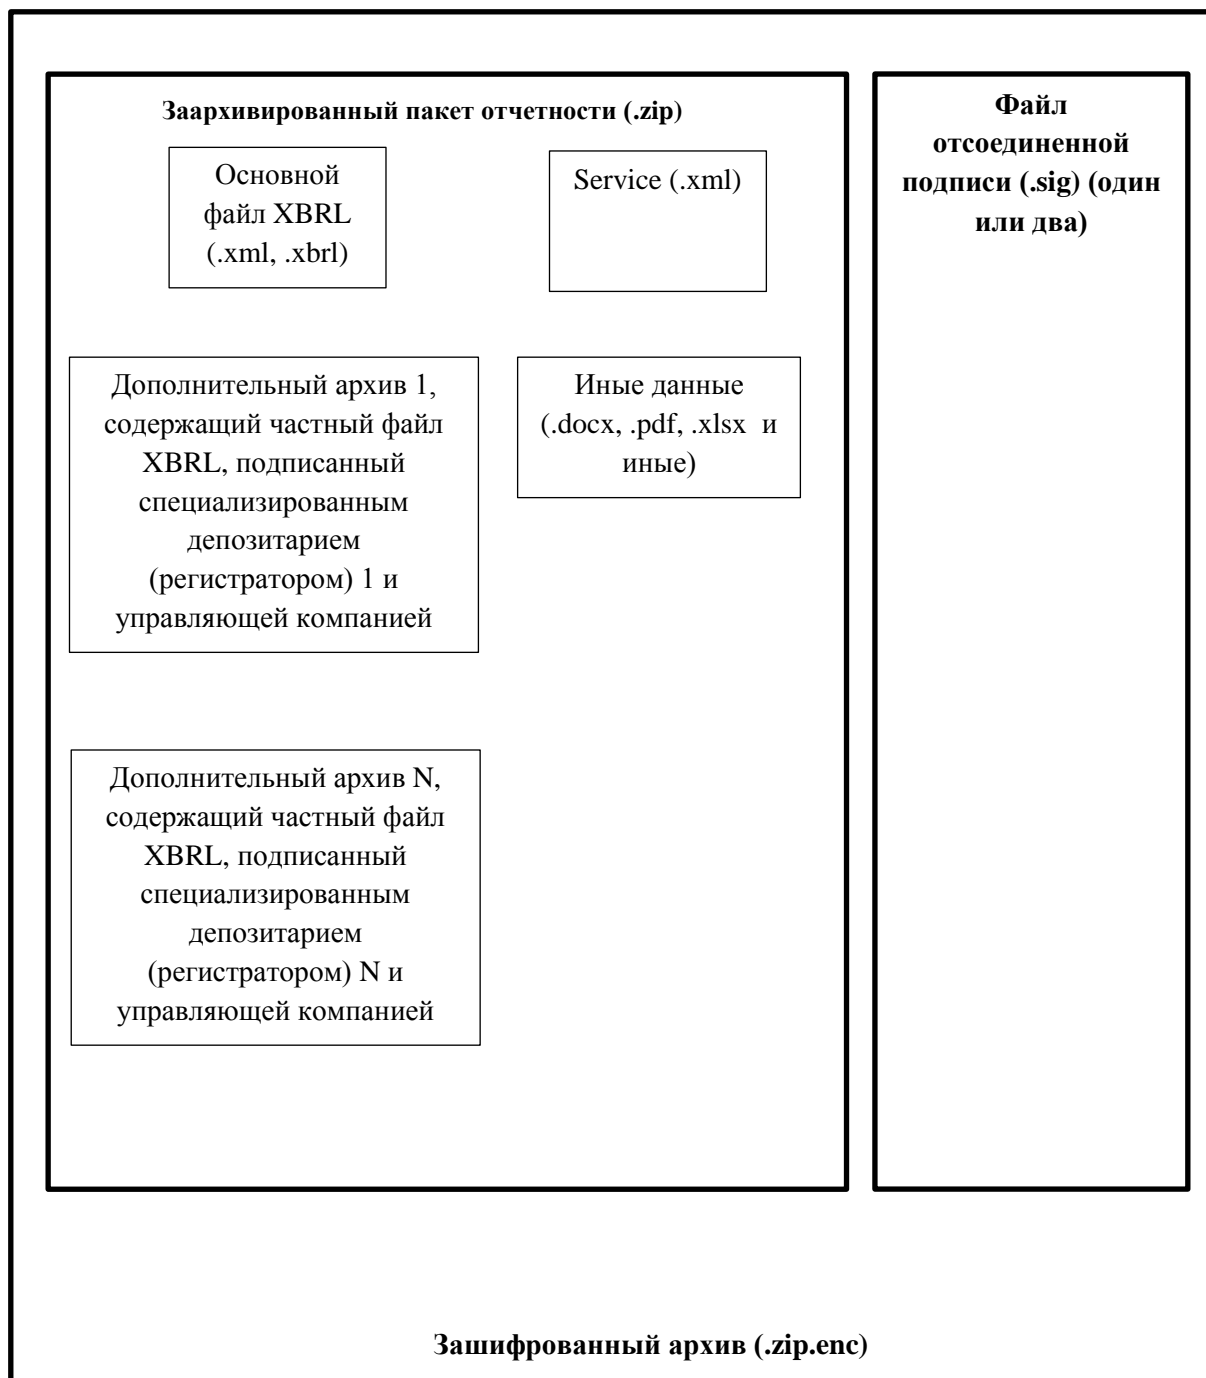 Заархивированный пакет отчетности (.zip)
Основной
файл XBRL
(.xml, .xbrl)
Service (.xml)
Дополнительный архив 1,
содержащий частный файл
XBRL, подписанный
специализированным
депозитарием
(регистратором) 1 и
управляющей компанией
Иные данные
(.docx, .pdf, .xlsx и
иные)
Дополнительный архив N,
содержащий частный файл
XBRL, подписанный
специализированным
депозитарием
(регистратором) N и
управляющей компанией
Файл
отсоединенной
подписи (.sig) (один
или два)
Зашифрованный архив (.zip.enc)